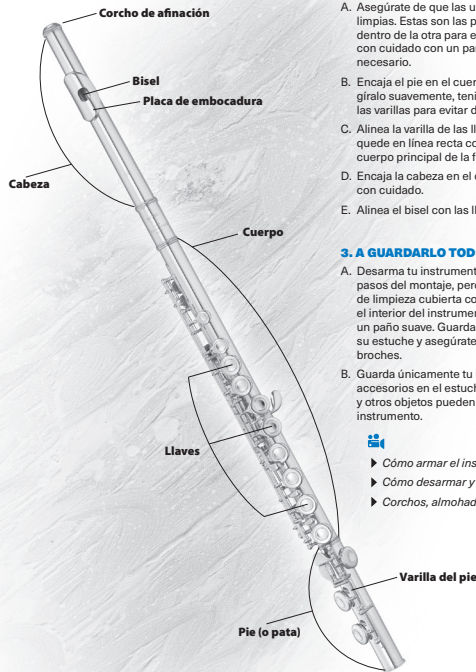 Corcho de afinación
Bisel
Placa de embocadura
Cabeza
Cuerpo
Llaves
Varilla del pie
Pie (o pata)
A. Asegúrate de que las u
limpias. Estas son las p
dentro de la otra para e
con cuidado con un pa
necesario.
B. Encaja el pie en el cuer
gíralo suavemente, teni
las varillas para evitar d
C. Alinea la varilla de las ll
quede en línea recta co
cuerpo principal de la f
D. Encaja la cabeza en el
con cuidado.
E. Alinea el bisel con las ll
3. A GUARDARLO TOD
A. Desarma tu instrument
pasos del montaje, per
de limpieza cubierta co
el interior del instrumen
un paño suave. Guarda
su estuche y asegúrate
broches.
B. Guarda únicamente tu
accesorios en el estuch
y otros objetos pueden
instrumento.
Cómo armar el ins
Cómo desarmar y
Corchos, almohad